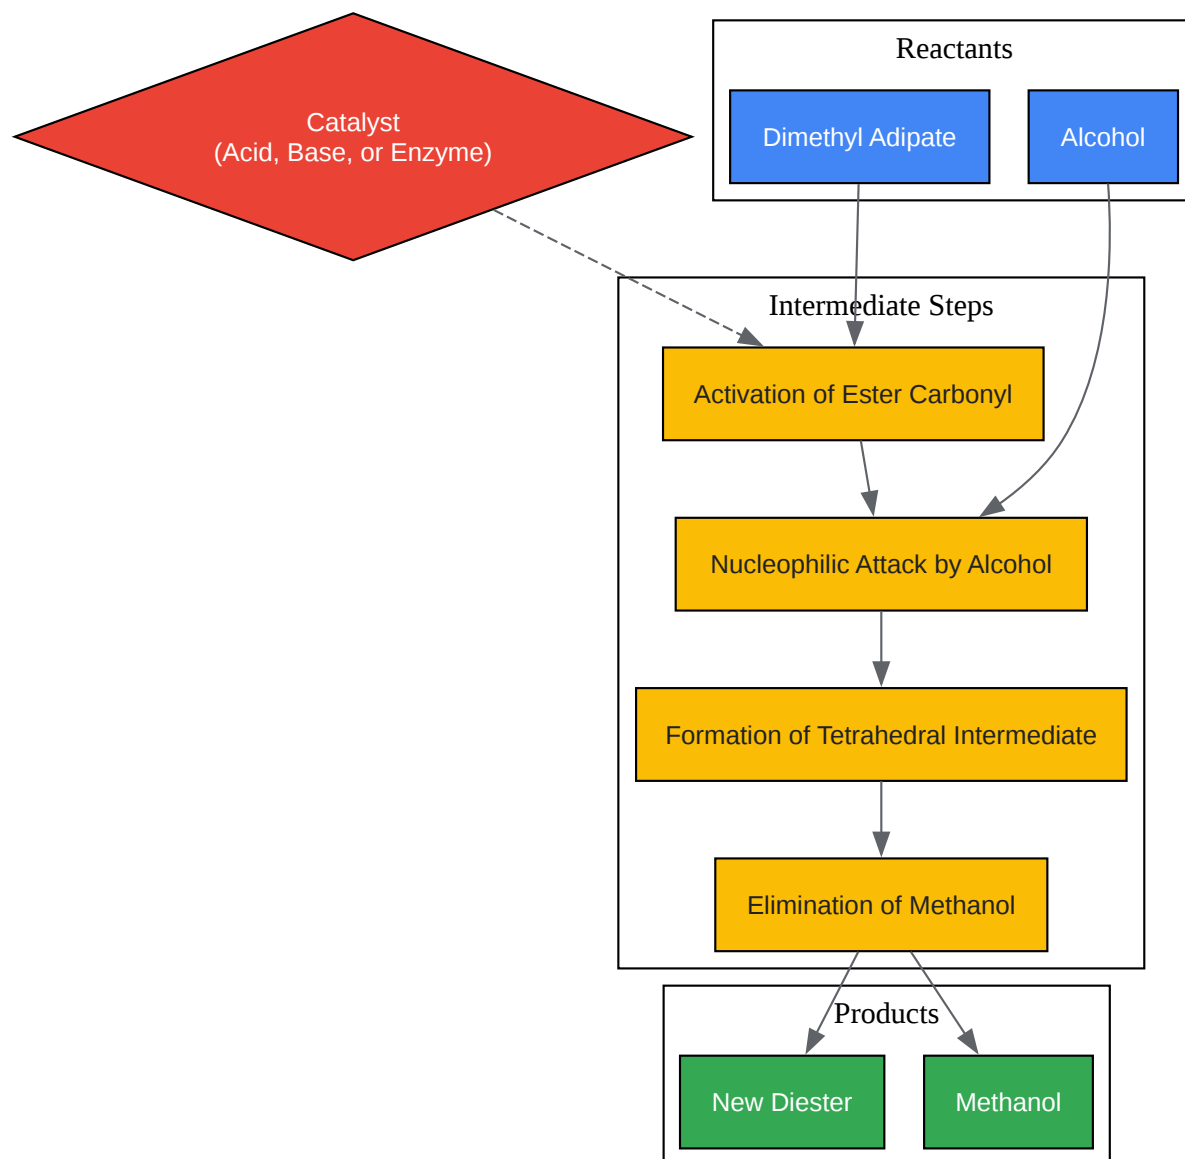 Catalyst
(Acid, Base, or Enzyme)
Reactants
Dimethyl Adipate
Alcohol
Intermediate Steps
Activation of Ester Carbonyl
Nucleophilic Attack by Alcohol
Formation of Tetrahedral Intermediate
Elimination of Methanol
Products
New Diester
Methanol